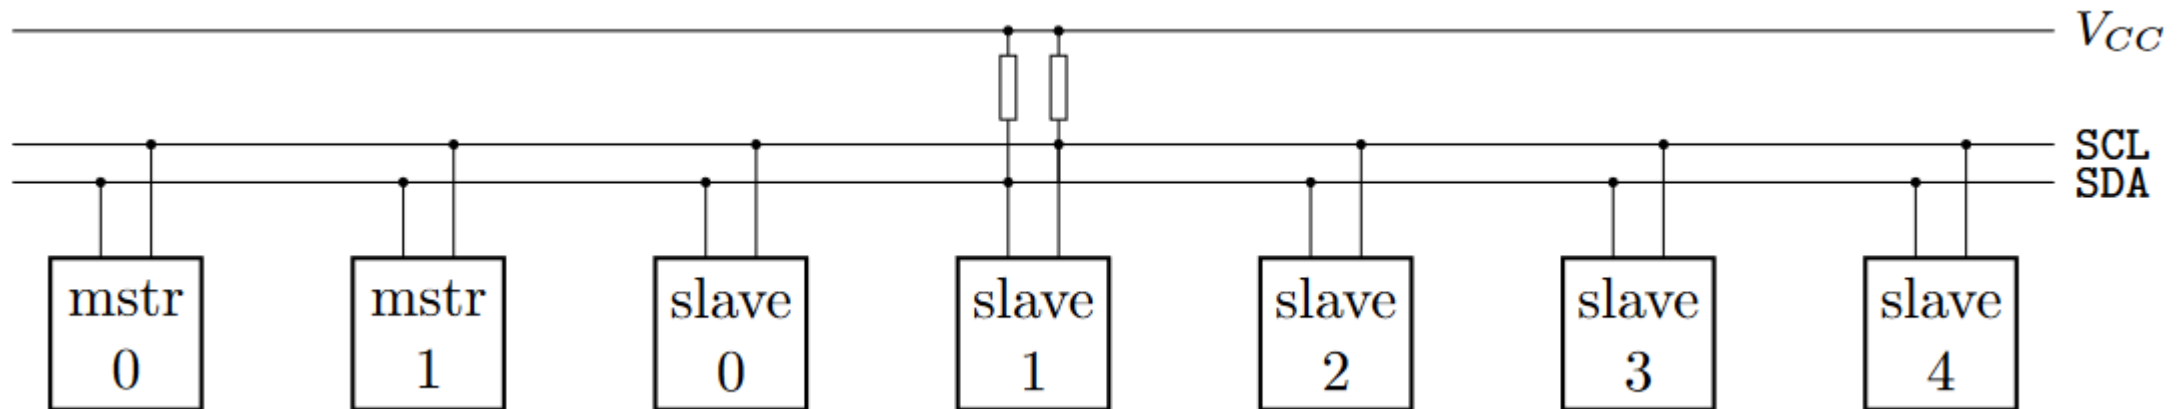 V_CC
SCL
SDA
mstr 0
mstr 1
slave 0
slave 1
slave 2
slave 3
slave 4